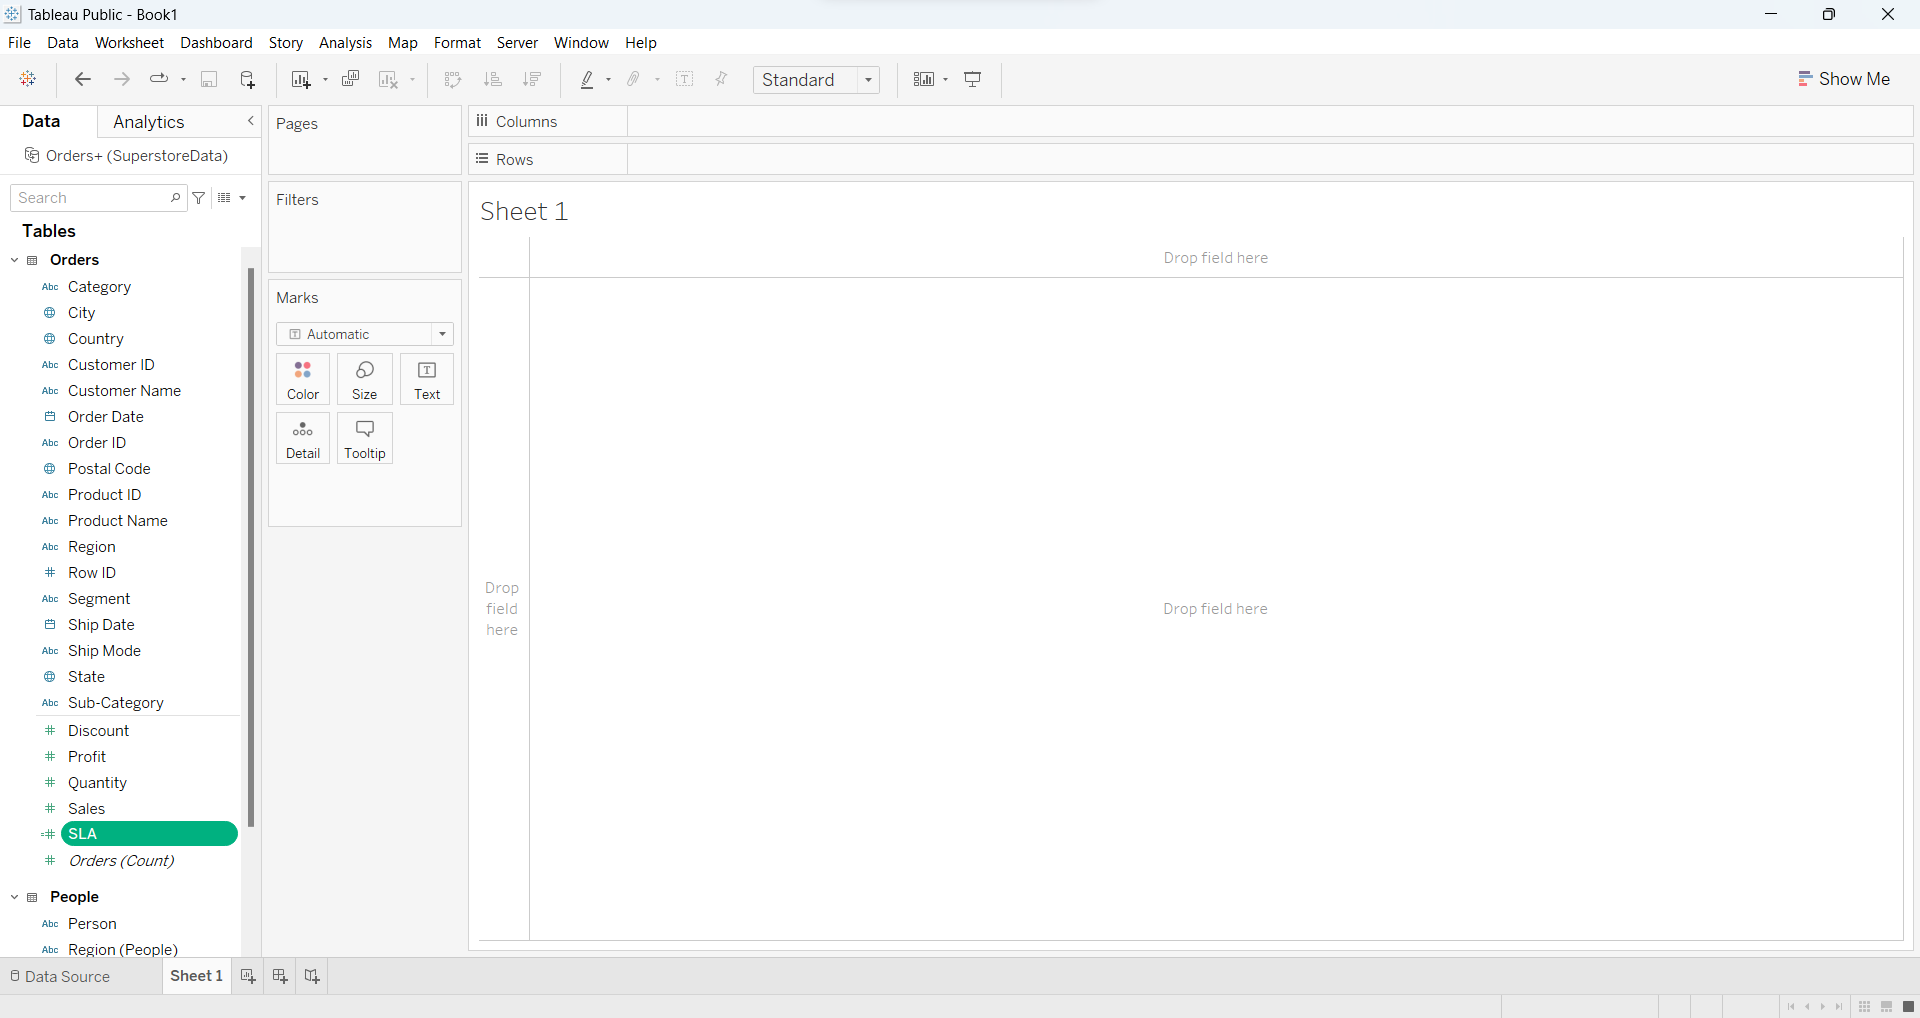 Tableau Public - Book1
File Data Worksheet Dashboard Story Analysis Map Format Server Window Help
Standard
Show Me
Data Analytics
Orders+ (SuperstoreData)
Search
Tables
Orders
Abc Category
City
Country
Abc Customer ID
Abc Customer Name
Order Date
Abc Order ID
Postal Code
Abc Product ID
Abc Product Name
Abc Region
# Row ID
Abc Segment
Ship Date
Abc Ship Mode
State
Abc Sub-Category
# Discount
# Profit
# Quantity
# Sales
=# SLA
# Orders (Count)
People
Abc Person
Abc Region (People)
Pages
Filters
Marks
Automatic
Color Size Text
Detail Tooltip
Columns
Rows
Sheet 1
Drop field here
Drop
field
here
Drop field here
Data Source Sheet 1